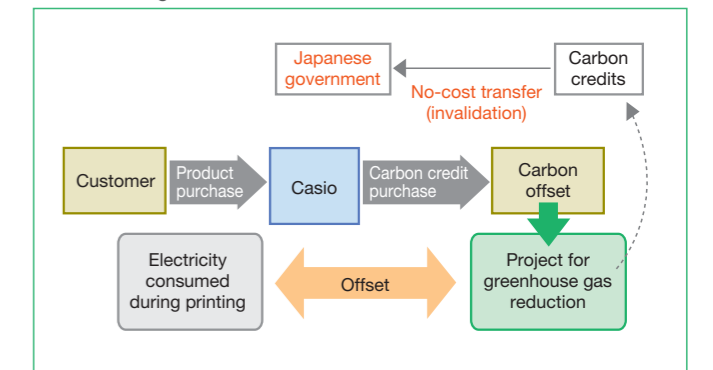 Japanese
government
Carbon
credits
No-cost transfer
(invalidation)
Customer
Product
purchase
Casio
Carbon credit
purchase
Carbon
offset
Electricity
consumed
during printing
Offset
Project for
greenhouse gas
reduction